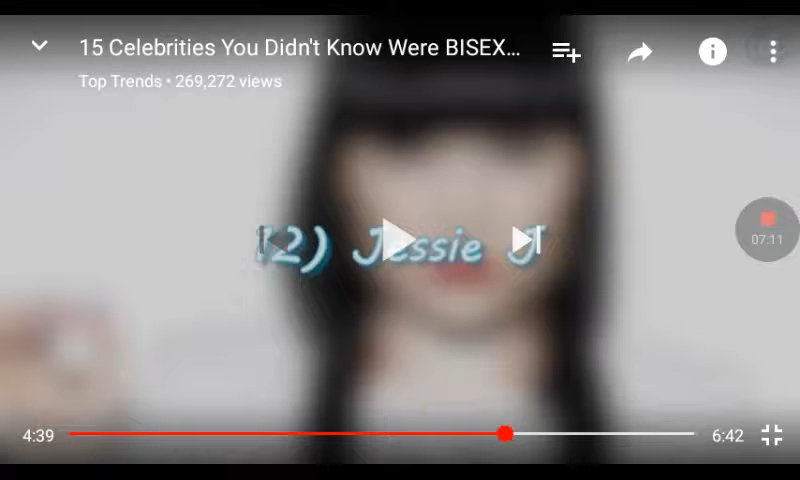 15 Celebrities You Didn't Know Were BISEX...
Top Trends • 269,272 views
12) Jessie J
07:11
4:39
6:42